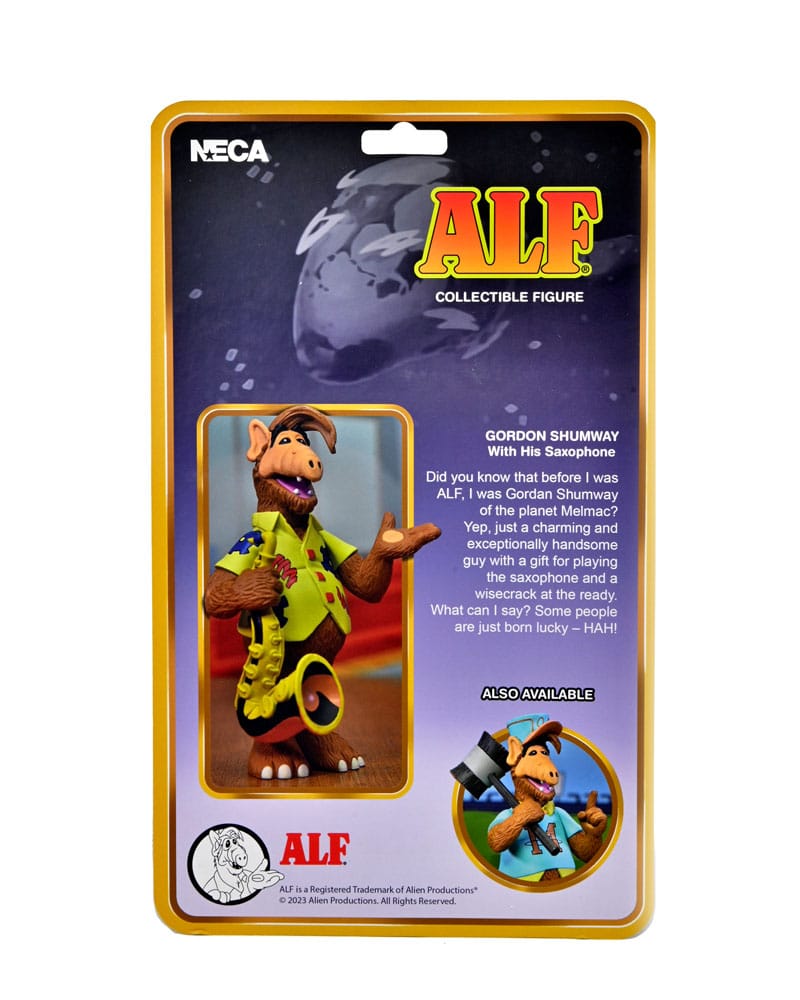 NECA
ALF®
COLLECTIBLE FIGURE
GORDON SHUMWAY
With His Saxophone
Did you know that before I was
ALF, I was Gordan Shumway
of the planet Melmac?
Yep, just a charming and
exceptionally handsome
guy with a gift for playing
the saxophone and a
wisecrack at the ready.
What can I say? Some people
are just born lucky – HAH!
ALSO AVAILABLE
M
ALF
ALF is a Registered Trademark of Alien Productions®
© 2023 Alien Productions. All Rights Reserved.